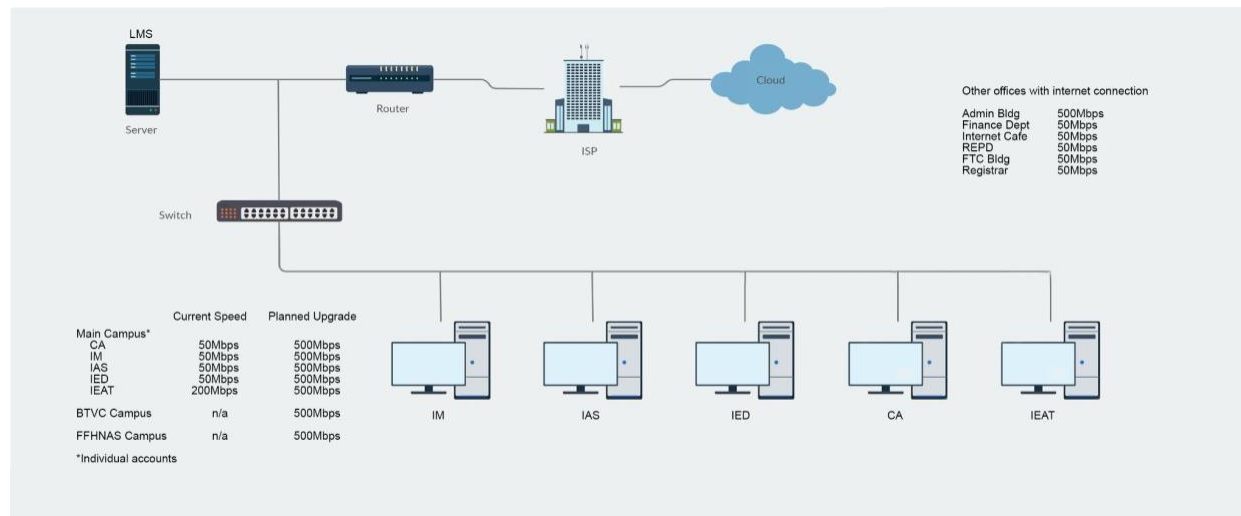 LMS
Server
Router
ISP
Cloud
Other offices with internet connection
Admin Bldg 500Mbps
Finance Dept 50Mbps
Internet Cafe 50Mbps
REPD 50Mbps
FTC Bldg 50Mbps
Registrar 50Mbps
Switch
Current Speed Planned Upgrade
Main Campus*
CA 50Mbps 500Mbps
IM 50Mbps 500Mbps
IAS 50Mbps 500Mbps
IED 50Mbps 500Mbps
IEAT 200Mbps 500Mbps
BTVC Campus n/a 500Mbps
FFHNAS Campus n/a 500Mbps
*Individual accounts
IM IAS IED CA IEAT